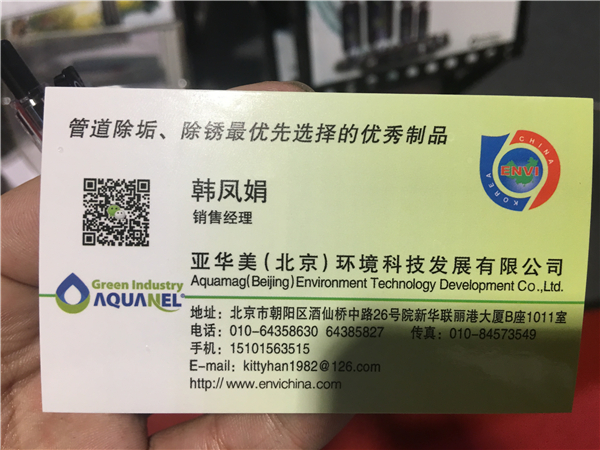 管道除垢、除锈最优先选择的优秀制品
CHINA
ENVI
KOREA
韩凤娟
销售经理
亚华美(北京)环境科技发展有限公司
Aquamag(Beijing)Environment Technology Development Co.,Ltd.
Green Industry
AQUANEL®
地址：北京市朝阳区酒仙桥中路26号院新华联丽港大厦B座1011室
电话：010-64358630 64385827 传真：010-84573549
手机：15101563515
E-mail：kittyhan1982@126.com
http://www.envichina.com